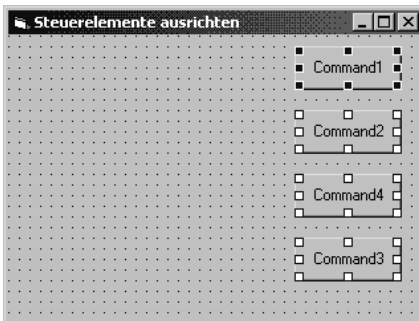 Steuerelemente ausrichten
Command1
Command2
Command4
Command3